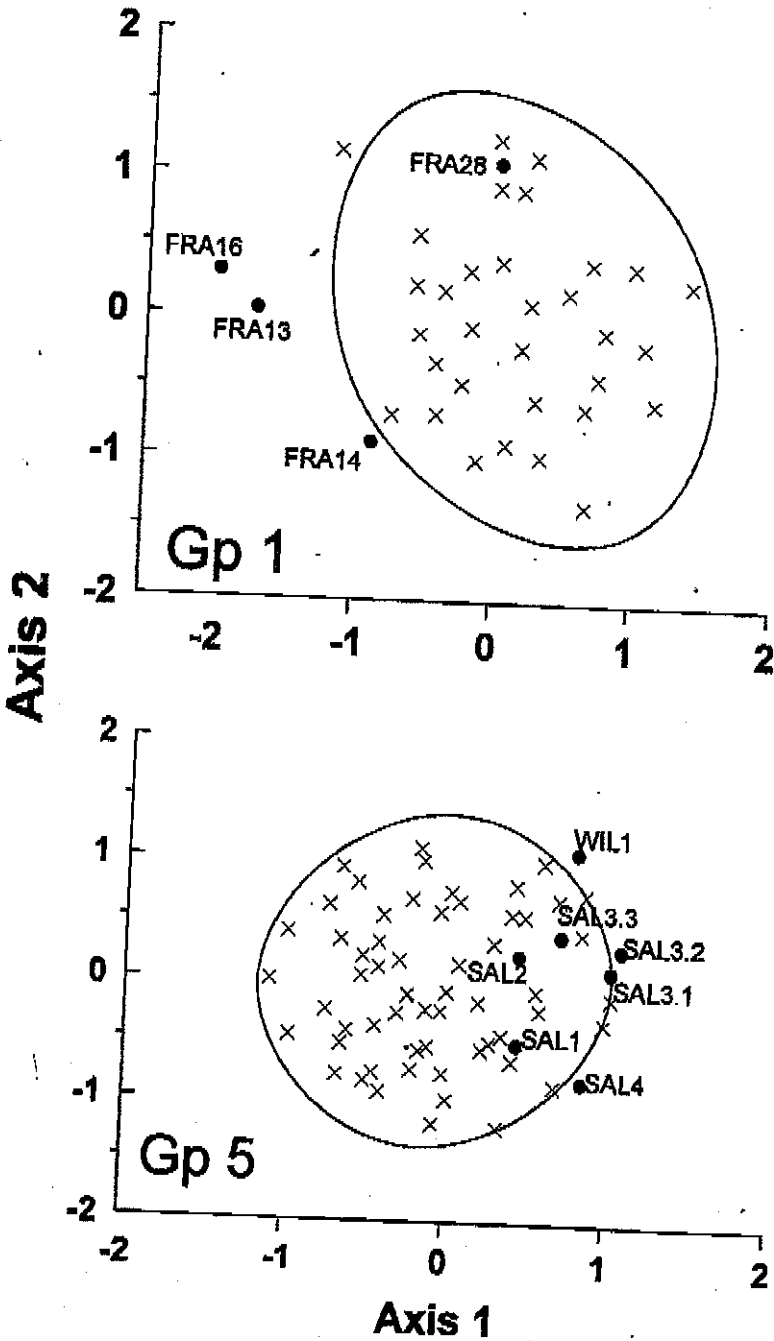 2
1
0
-1
-2
FRA28
FRA16
FRA13
FRA14
Gp 1
-2
-1
0
1
2
Axis 2
2
1
0
-1
-2
WIL1
SAL3.3
SAL3.2
SAL2
SAL3.1
SAL1
SAL4
Gp 5
-2
-1
0
1
2
Axis 1